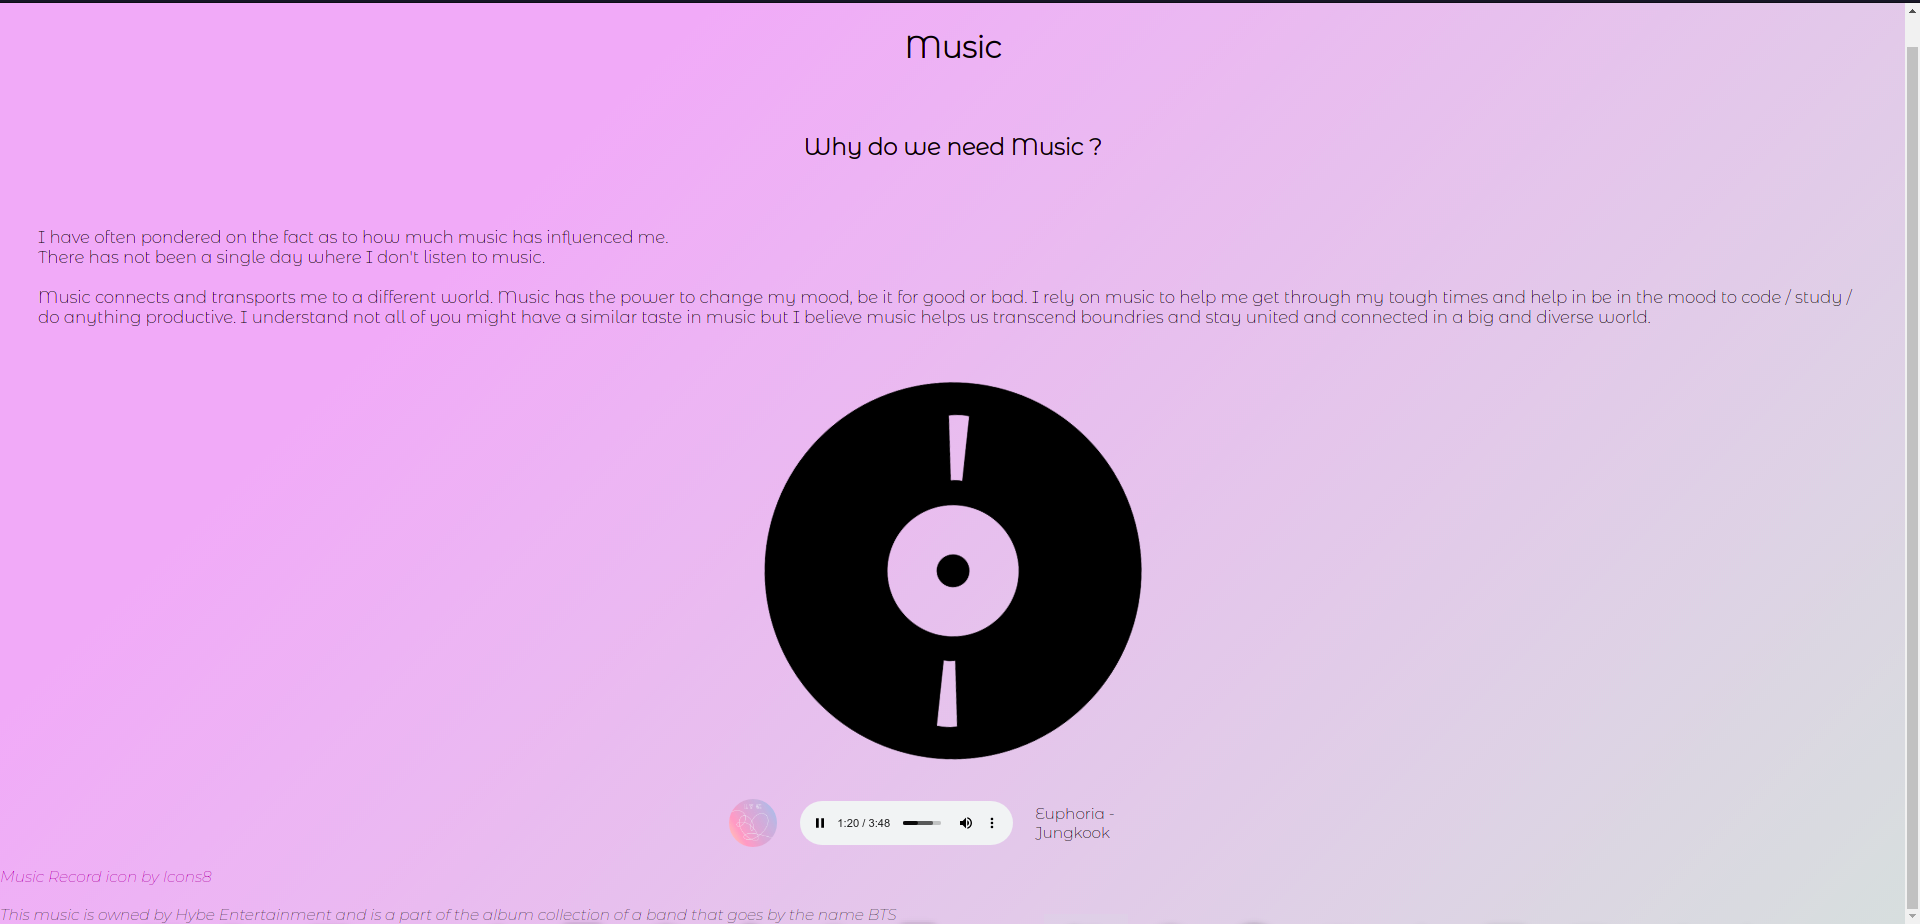 Music
Why do we need Music ?
I have often pondered on the fact as to how much music has influenced me.
There has not been a single day where I don't listen to music.
Music connects and transports me to a different world. Music has the power to change my mood, be it for good or bad. I rely on music to help me get through my tough times and help in be in the mood to code / study /
do anything productive. I understand not all of you might have a similar taste in music but I believe music helps us transcend boundries and stay united and connected in a big and diverse world.
1:20 / 3:48
Euphoria -
Jungkook
Music Record icon by Icons8
This music is owned by Hybe Entertainment and is a part of the album collection of a band that goes by the name BTS